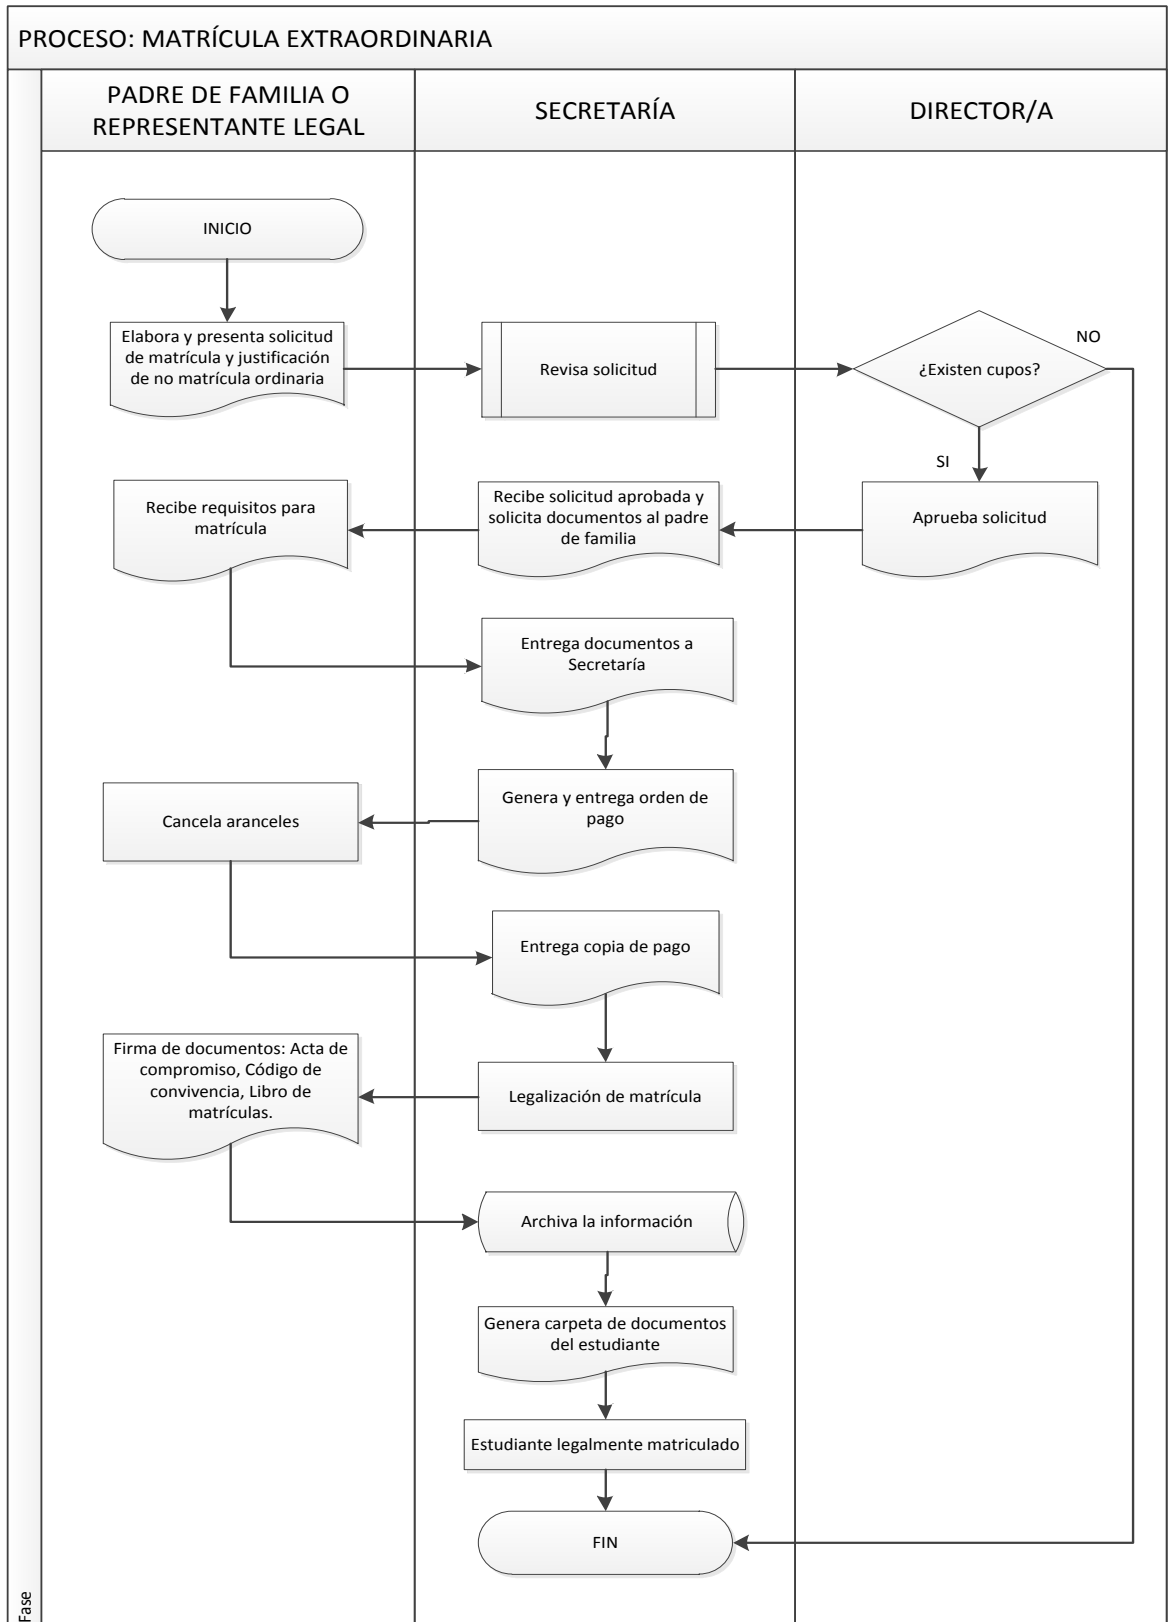 PROCESO: MATRÍCULA EXTRAORDINARIA
PADRE DE FAMILIA O
REPRESENTANTE LEGAL
SECRETARÍA
DIRECTOR/A
INICIO
Elabora y presenta solicitud
de matrícula y justificación
de no matrícula ordinaria
Revisa solicitud
¿Existen cupos?
NO
SI
Aprueba solicitud
Recibe solicitud aprobada y
solicita documentos al padre
de familia
Recibe requisitos para
matrícula
Entrega documentos a
Secretaría
Genera y entrega orden de
pago
Cancela aranceles
Entrega copia de pago
Legalización de matrícula
Firma de documentos: Acta de
compromiso, Código de
convivencia, Libro de
matrículas.
Archiva la información
Genera carpeta de documentos
del estudiante
Estudiante legalmente matriculado
FIN
Fase